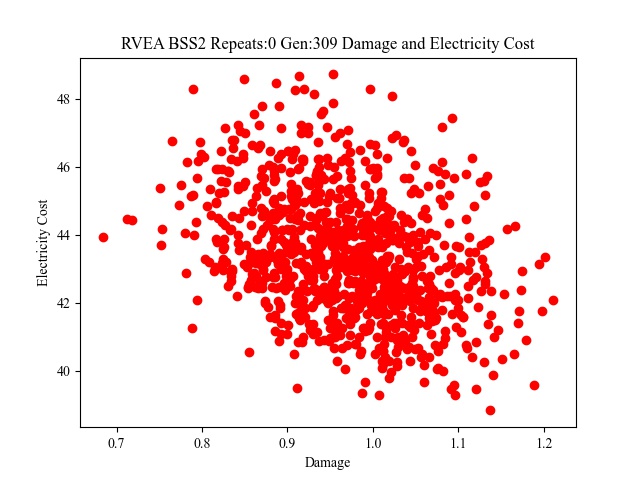 RVEA BSS2 Repeats:0 Gen:309 Damage and Electricity Cost
48
46
44
42
40
Electricity Cost
0.7 0.8 0.9 1.0 1.1 1.2
Damage